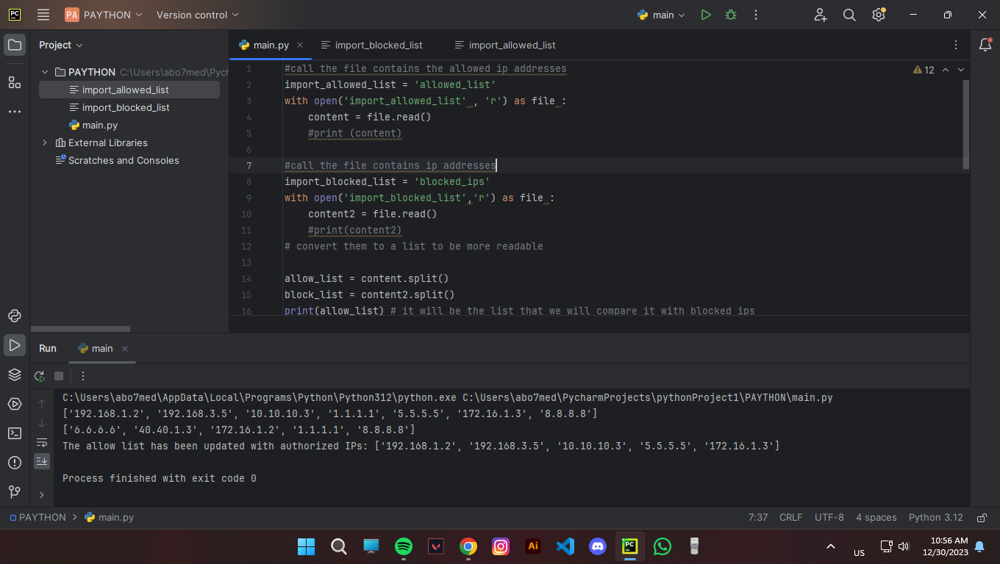 PC
PA PAYTHON
Version control
main
Project
main.py
import_blocked_list
import_allowed_list
PAYTHON C:\Users\abo7med\Pych
import_allowed_list
import_blocked_list
main.py
External Libraries
Scratches and Consoles
12
1 #call the file contains the allowed ip addresses
2 import_allowed_list = 'allowed_list'
3 with open('import_allowed_list' , 'r') as file :
4 content = file.read()
5 #print (content)
6
7 #call the file contains ip addresses
8 import_blocked_list = 'blocked_ips'
9 with open('import_blocked_list','r') as file :
10 content2 = file.read()
11 #print(content2)
12 # convert them to a list to be more readable
13
14 allow_list = content.split()
15 block_list = content2.split()
16 print(allow_list) # it will be the list that we will compare it with blocked ips
Run
main
C:\Users\abo7med\AppData\Local\Programs\Python\Python312\python.exe C:\Users\abo7med\PycharmProjects\pythonProject1\PAYTHON\main.py
['192.168.1.2', '192.168.3.5', '10.10.10.3', '1.1.1.1', '5.5.5.5', '172.16.1.3', '8.8.8.8']
['6.6.6.6', '40.40.1.3', '172.16.1.2', '1.1.1.1', '8.8.8.8']
The allow list has been updated with authorized IPs: ['192.168.1.2', '192.168.3.5', '10.10.10.3', '5.5.5.5', '172.16.1.3']
Process finished with exit code 0
PAYTHON
main.py
7:37
CRLF
UTF-8
4 spaces
Python 3.12
Ai
PC
US
10:56 AM
12/30/2023